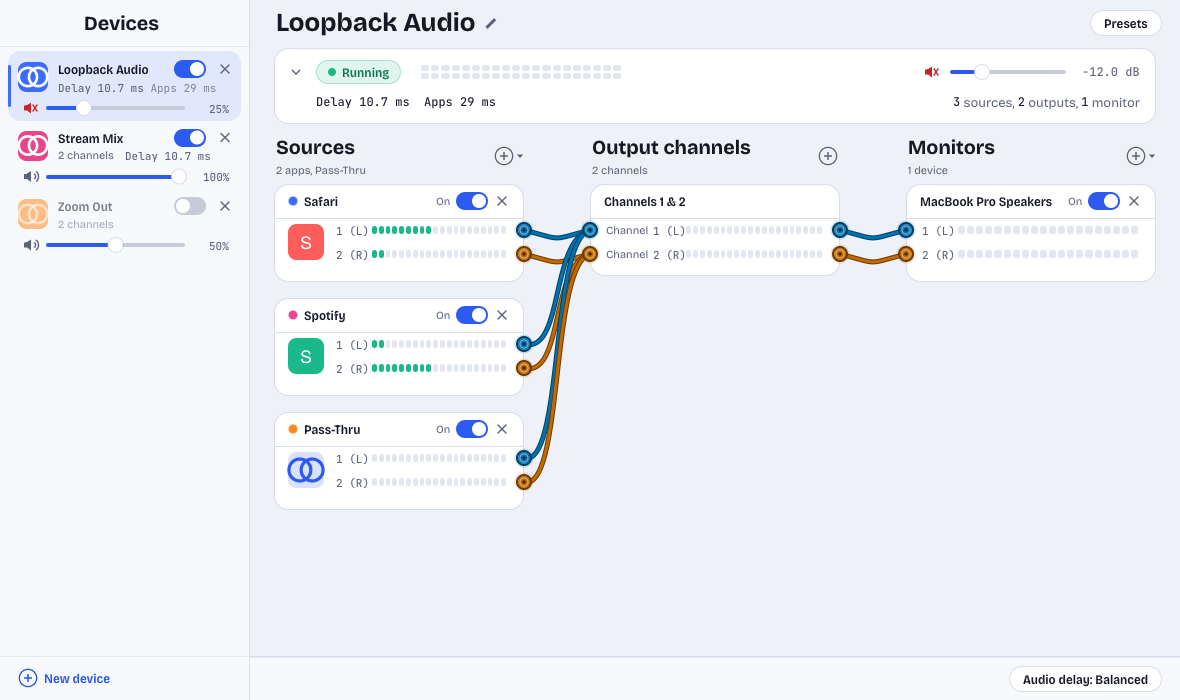 Devices
Loopback Audio
Delay 10.7 ms Apps 29 ms
25%
Stream Mix
2 channels Delay 10.7 ms
100%
Zoom Out
2 channels
50%
New device
Loopback Audio
Presets
Running
-12.0 dB
Delay 10.7 ms Apps 29 ms
3 sources, 2 outputs, 1 monitor
Sources
2 apps, Pass-Thru
Safari On
S
1 (L)
2 (R)
Spotify On
S
1 (L)
2 (R)
Pass-Thru On
1 (L)
2 (R)
Output channels
2 channels
Channels 1 & 2
Channel 1 (L)
Channel 2 (R)
Monitors
1 device
MacBook Pro Speakers On
1 (L)
2 (R)
Audio delay: Balanced